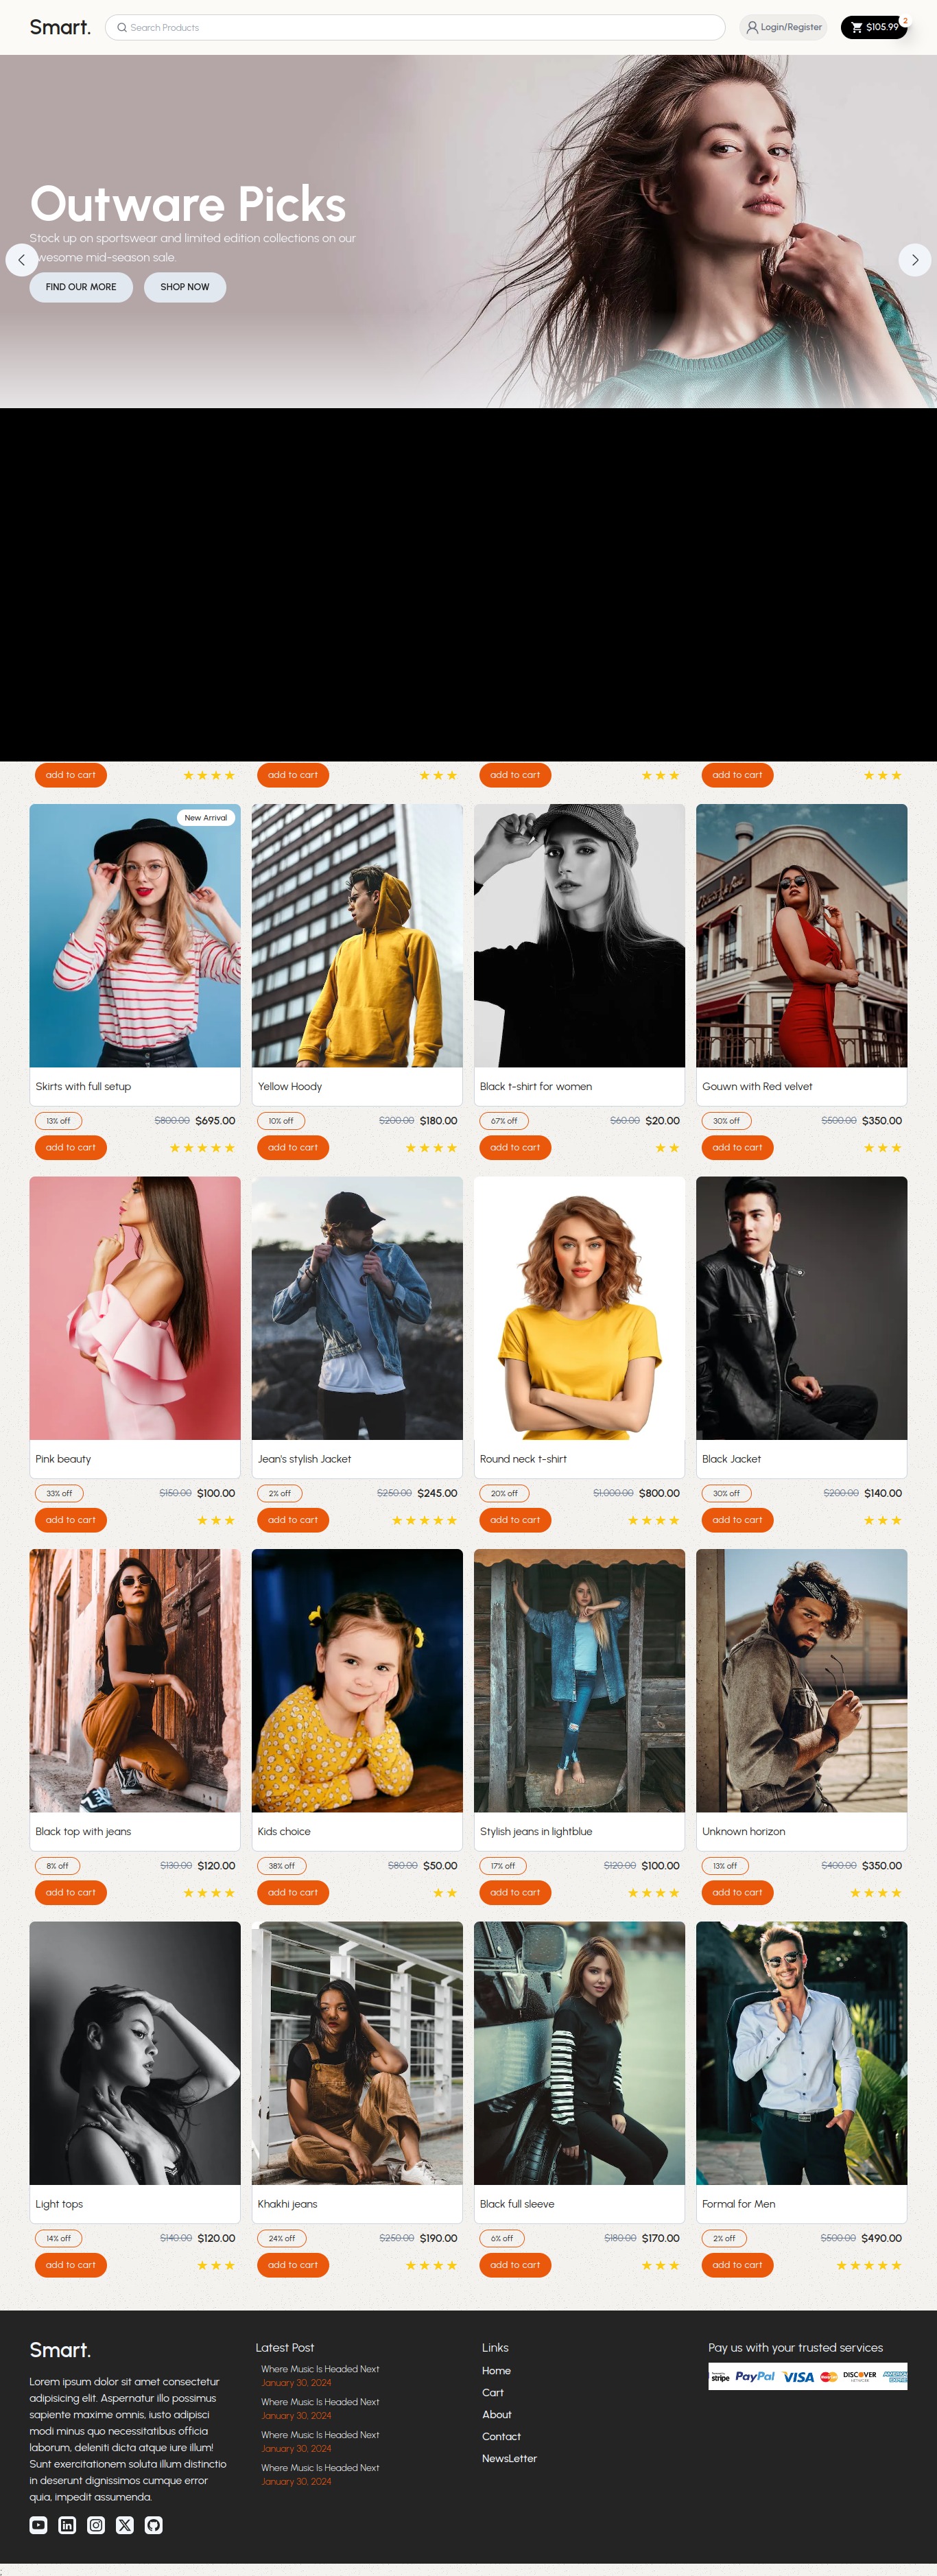 Smart.
Search Products
Login/Register
$105.99
2
Outware Picks
Stock up on sportswear and limited edition collections on our
wesome mid-season sale.
FIND OUR MORE
SHOP NOW
add to cart
add to cart
add to cart
add to cart
New Arrival
Skirts with full setup
Yellow Hoody
Black t-shirt for women
Gouwn with Red velvet
13% off
$800.00 $695.00
10% off
$200.00 $180.00
67% off
$60.00 $20.00
30% off
$500.00 $350.00
add to cart
add to cart
add to cart
add to cart
Pink beauty
Jean's stylish Jacket
Round neck t-shirt
Black Jacket
33% off
$150.00 $100.00
2% off
$250.00 $245.00
20% off
$1,000.00 $800.00
30% off
$200.00 $140.00
add to cart
add to cart
add to cart
add to cart
Black top with jeans
Kids choice
Stylish jeans in lightblue
Unknown horizon
8% off
$130.00 $120.00
38% off
$80.00 $50.00
17% off
$120.00 $100.00
13% off
$400.00 $350.00
add to cart
add to cart
add to cart
add to cart
Light tops
Khakhi jeans
Black full sleeve
Formal for Men
14% off
$140.00 $120.00
24% off
$250.00 $190.00
6% off
$180.00 $170.00
2% off
$500.00 $490.00
add to cart
add to cart
add to cart
add to cart
Smart.
Lorem ipsum dolor sit amet consectetur
adipisicing elit. Aspernatur illo possimus
sapiente maxime omnis, iusto adipisci
modi minus quo necessitatibus officia
laborum, deleniti dicta atque iure illum!
Sunt exercitationem soluta illum distinctio
in deserunt dignissimos cumque error
quia, impedit assumenda.
Latest Post
Where Music Is Headed Next
January 30, 2024
Where Music Is Headed Next
January 30, 2024
Where Music Is Headed Next
January 30, 2024
Where Music Is Headed Next
January 30, 2024
Links
Home
Cart
About
Contact
NewsLetter
Pay us with your trusted services
stripe
PayPal
VISA
DISCOVER